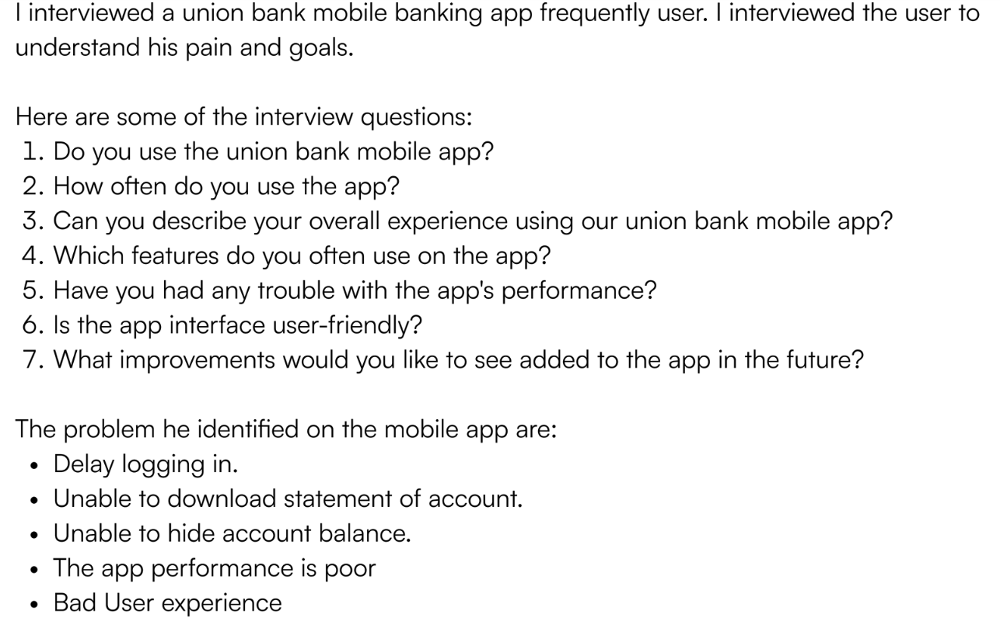 I interviewed a union bank mobile banking app frequently user. I interviewed the user to
understand his pain and goals.
Here are some of the interview questions:
1. Do you use the union bank mobile app?
2. How often do you use the app?
3. Can you describe your overall experience using our union bank mobile app?
4. Which features do you often use on the app?
5. Have you had any trouble with the app's performance?
6. Is the app interface user-friendly?
7. What improvements would you like to see added to the app in the future?
The problem he identified on the mobile app are:
• Delay logging in.
• Unable to download statement of account.
• Unable to hide account balance.
• The app performance is poor
• Bad User experience